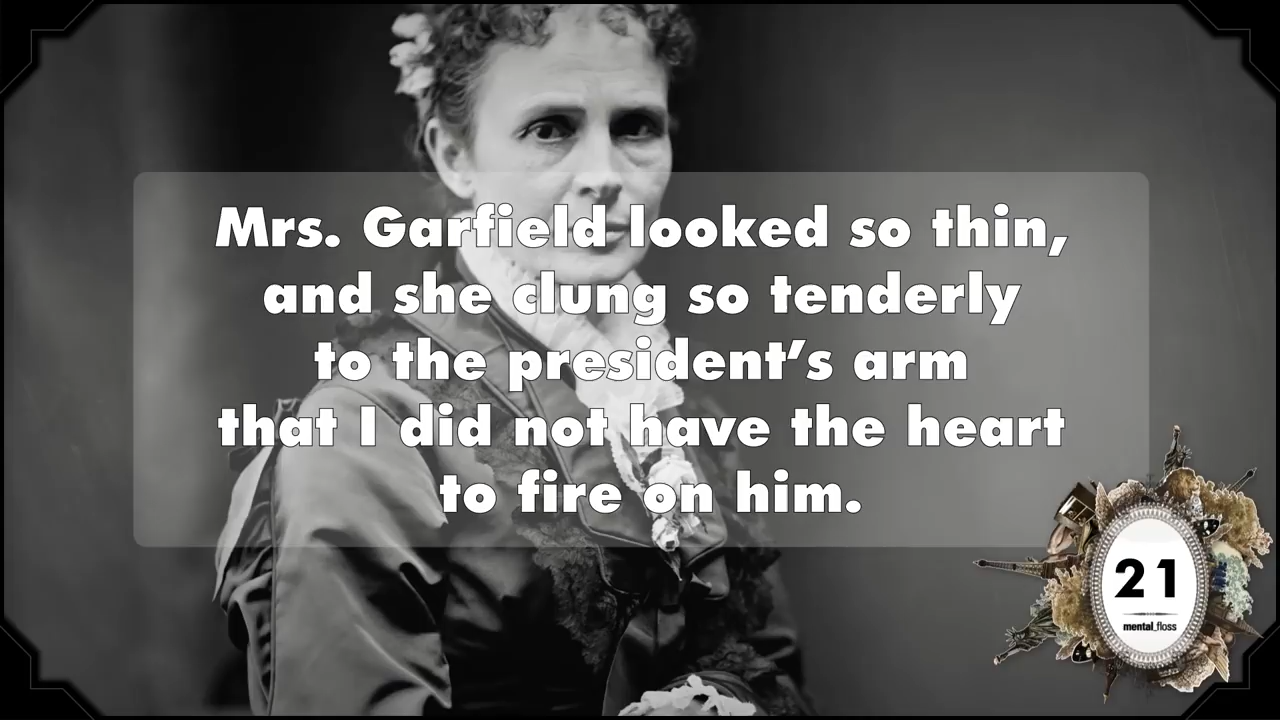 Mrs. Garfield looked so thin,
and she clung so tenderly
to the president’s arm
that I did not have the heart
to fire on him.
21
mental_floss